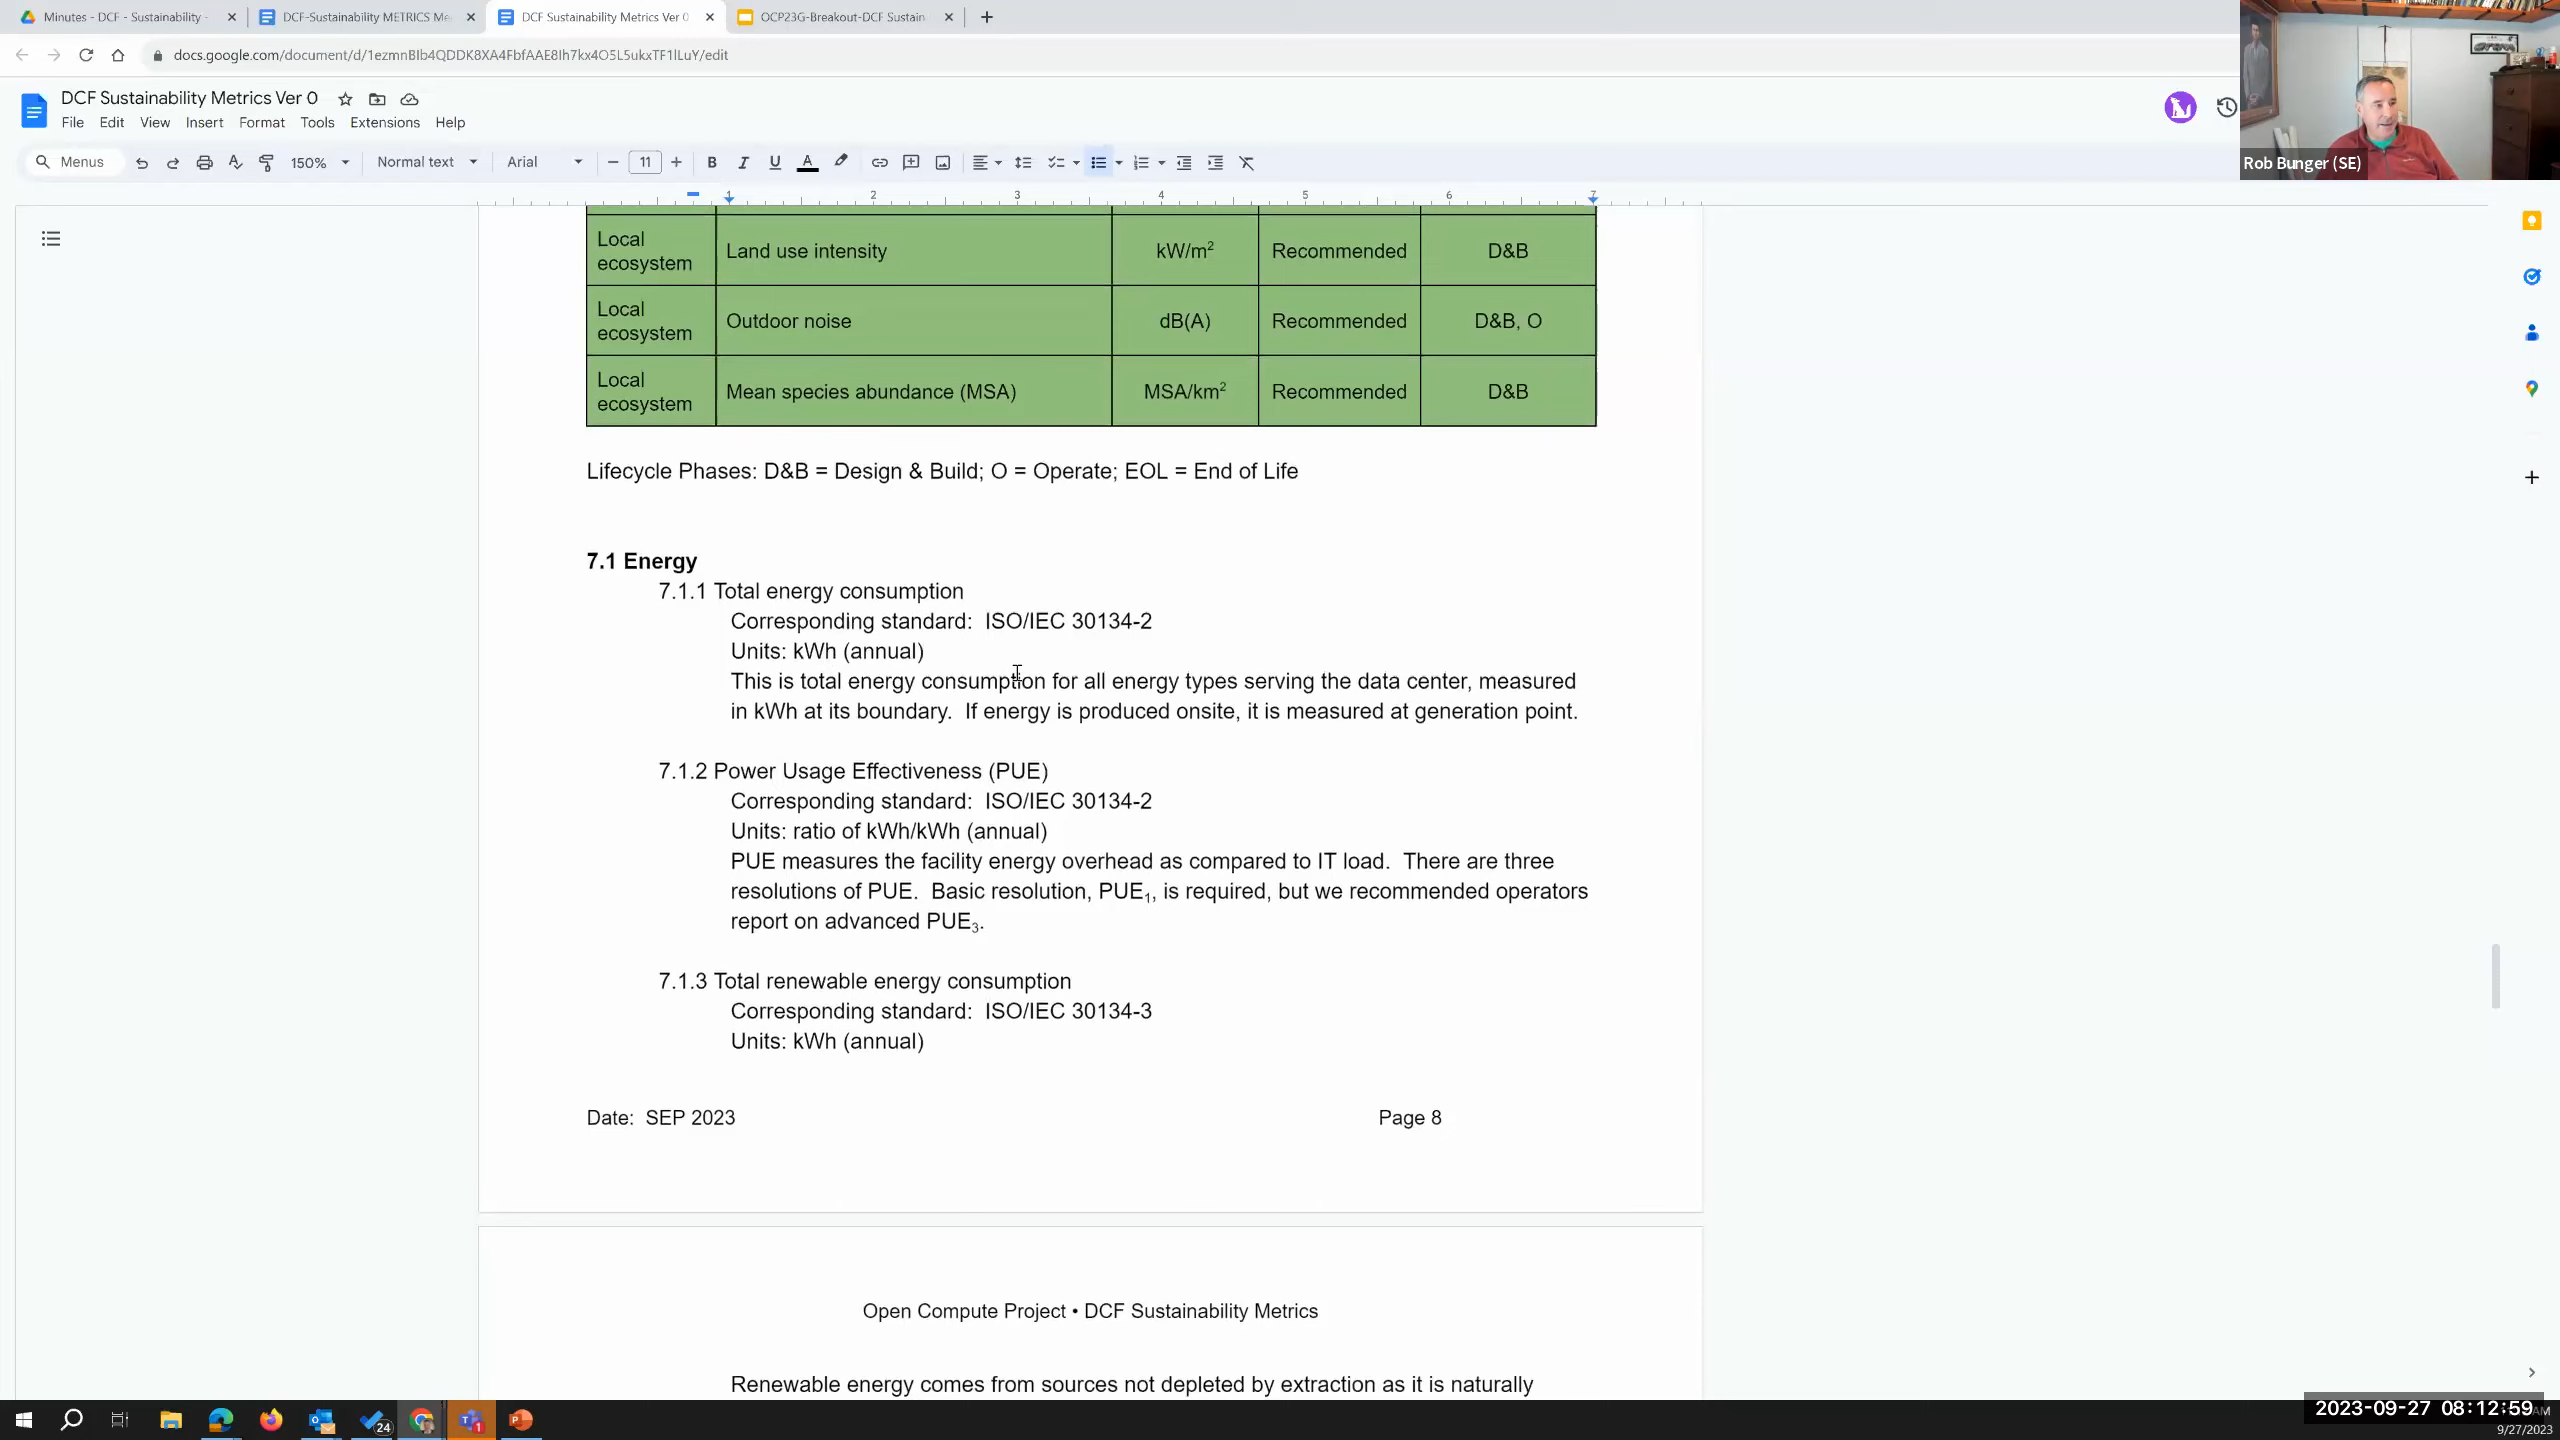 Minutes - DCF - Sustainability -
DCF-Sustainability METRICS Me
DCF Sustainability Metrics Ver 0
OCP23G-Breakout-DCF Sustain
docs.google.com/document/d/1ezmnBIb4QDDK8XA4FbfAAE8Ih7kx4O5L5ukxTF1lLuY/edit
DCF Sustainability Metrics Ver 0
File Edit View Insert Format Tools Extensions Help
Menus 150% Normal text Arial 11
Rob Bunger (SE)
1 2 3 4 5 6 7
Local ecosystem Land use intensity kW/m² Recommended D&B
Local ecosystem Outdoor noise dB(A) Recommended D&B, O
Local ecosystem Mean species abundance (MSA) MSA/km² Recommended D&B
Lifecycle Phases: D&B = Design & Build; O = Operate; EOL = End of Life
7.1 Energy
7.1.1 Total energy consumption
Corresponding standard: ISO/IEC 30134-2
Units: kWh (annual)
This is total energy consumption for all energy types serving the data center, measured
in kWh at its boundary. If energy is produced onsite, it is measured at generation point.
7.1.2 Power Usage Effectiveness (PUE)
Corresponding standard: ISO/IEC 30134-2
Units: ratio of kWh/kWh (annual)
PUE measures the facility energy overhead as compared to IT load. There are three
resolutions of PUE. Basic resolution, PUE₁, is required, but we recommended operators
report on advanced PUE₃.
7.1.3 Total renewable energy consumption
Corresponding standard: ISO/IEC 30134-3
Units: kWh (annual)
Date: SEP 2023 Page 8
Open Compute Project • DCF Sustainability Metrics
Renewable energy comes from sources not depleted by extraction as it is naturally
24
1
2023-09-27 08:12:59
9/27/2023